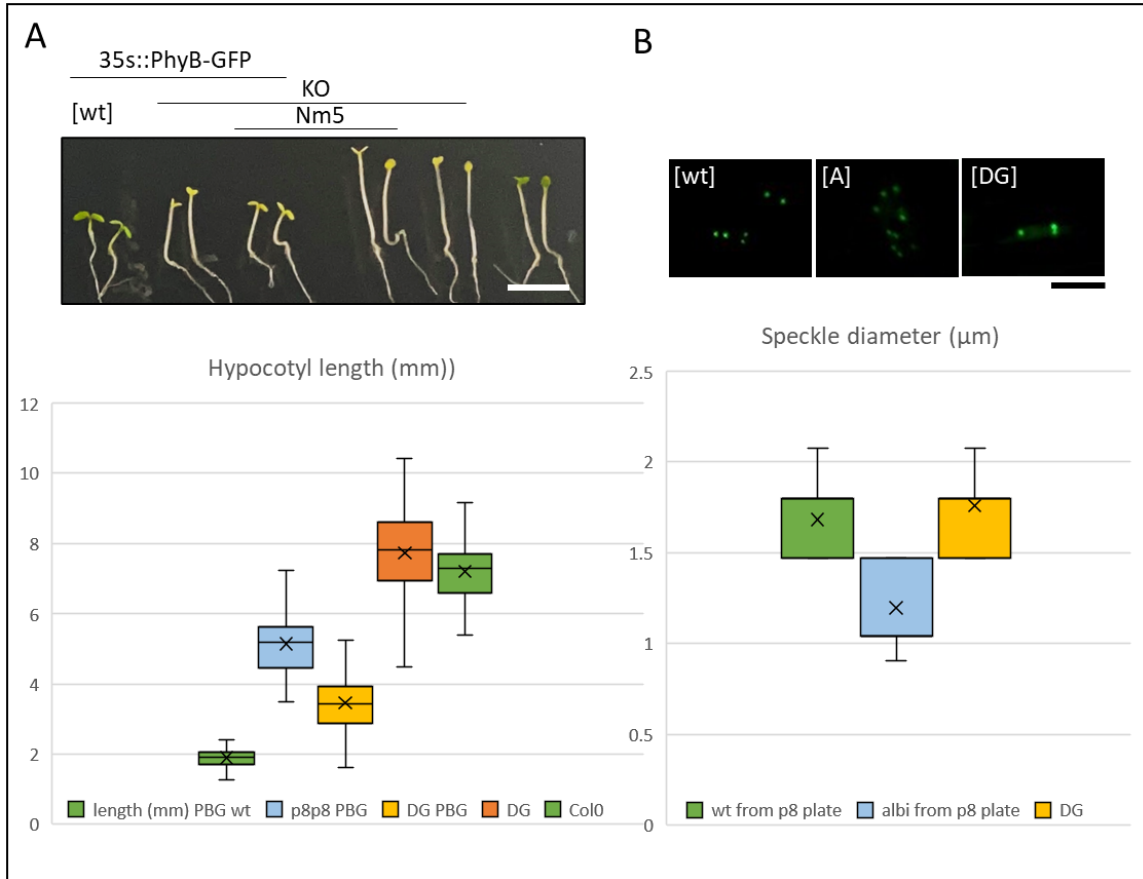 A
35s::PhyB-GFP
KO
[wt]
Nm5
B
[wt]
[A]
[DG]
Hypocotyl length (mm))
12
10
8
6
4
2
0
length (mm) PBG wt
p8p8 PBG
DG PBG
DG
Col0
Speckle diameter (µm)
2.5
2
1.5
1
0.5
0
wt from p8 plate
albi from p8 plate
DG